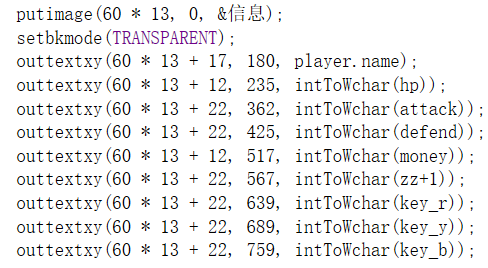 putimage(60 * 13, 0, &信息);
setbkmode(TRANSPARENT);
outtextxy(60 * 13 + 17, 180, player.name);
outtextxy(60 * 13 + 12, 235, intToWchar(hp));
outtextxy(60 * 13 + 22, 362, intToWchar(attack));
outtextxy(60 * 13 + 22, 425, intToWchar(defend));
outtextxy(60 * 13 + 12, 517, intToWchar(money));
outtextxy(60 * 13 + 22, 567, intToWchar(zz+1));
outtextxy(60 * 13 + 22, 639, intToWchar(key_r));
outtextxy(60 * 13 + 22, 689, intToWchar(key_y));
outtextxy(60 * 13 + 22, 759, intToWchar(key_b));